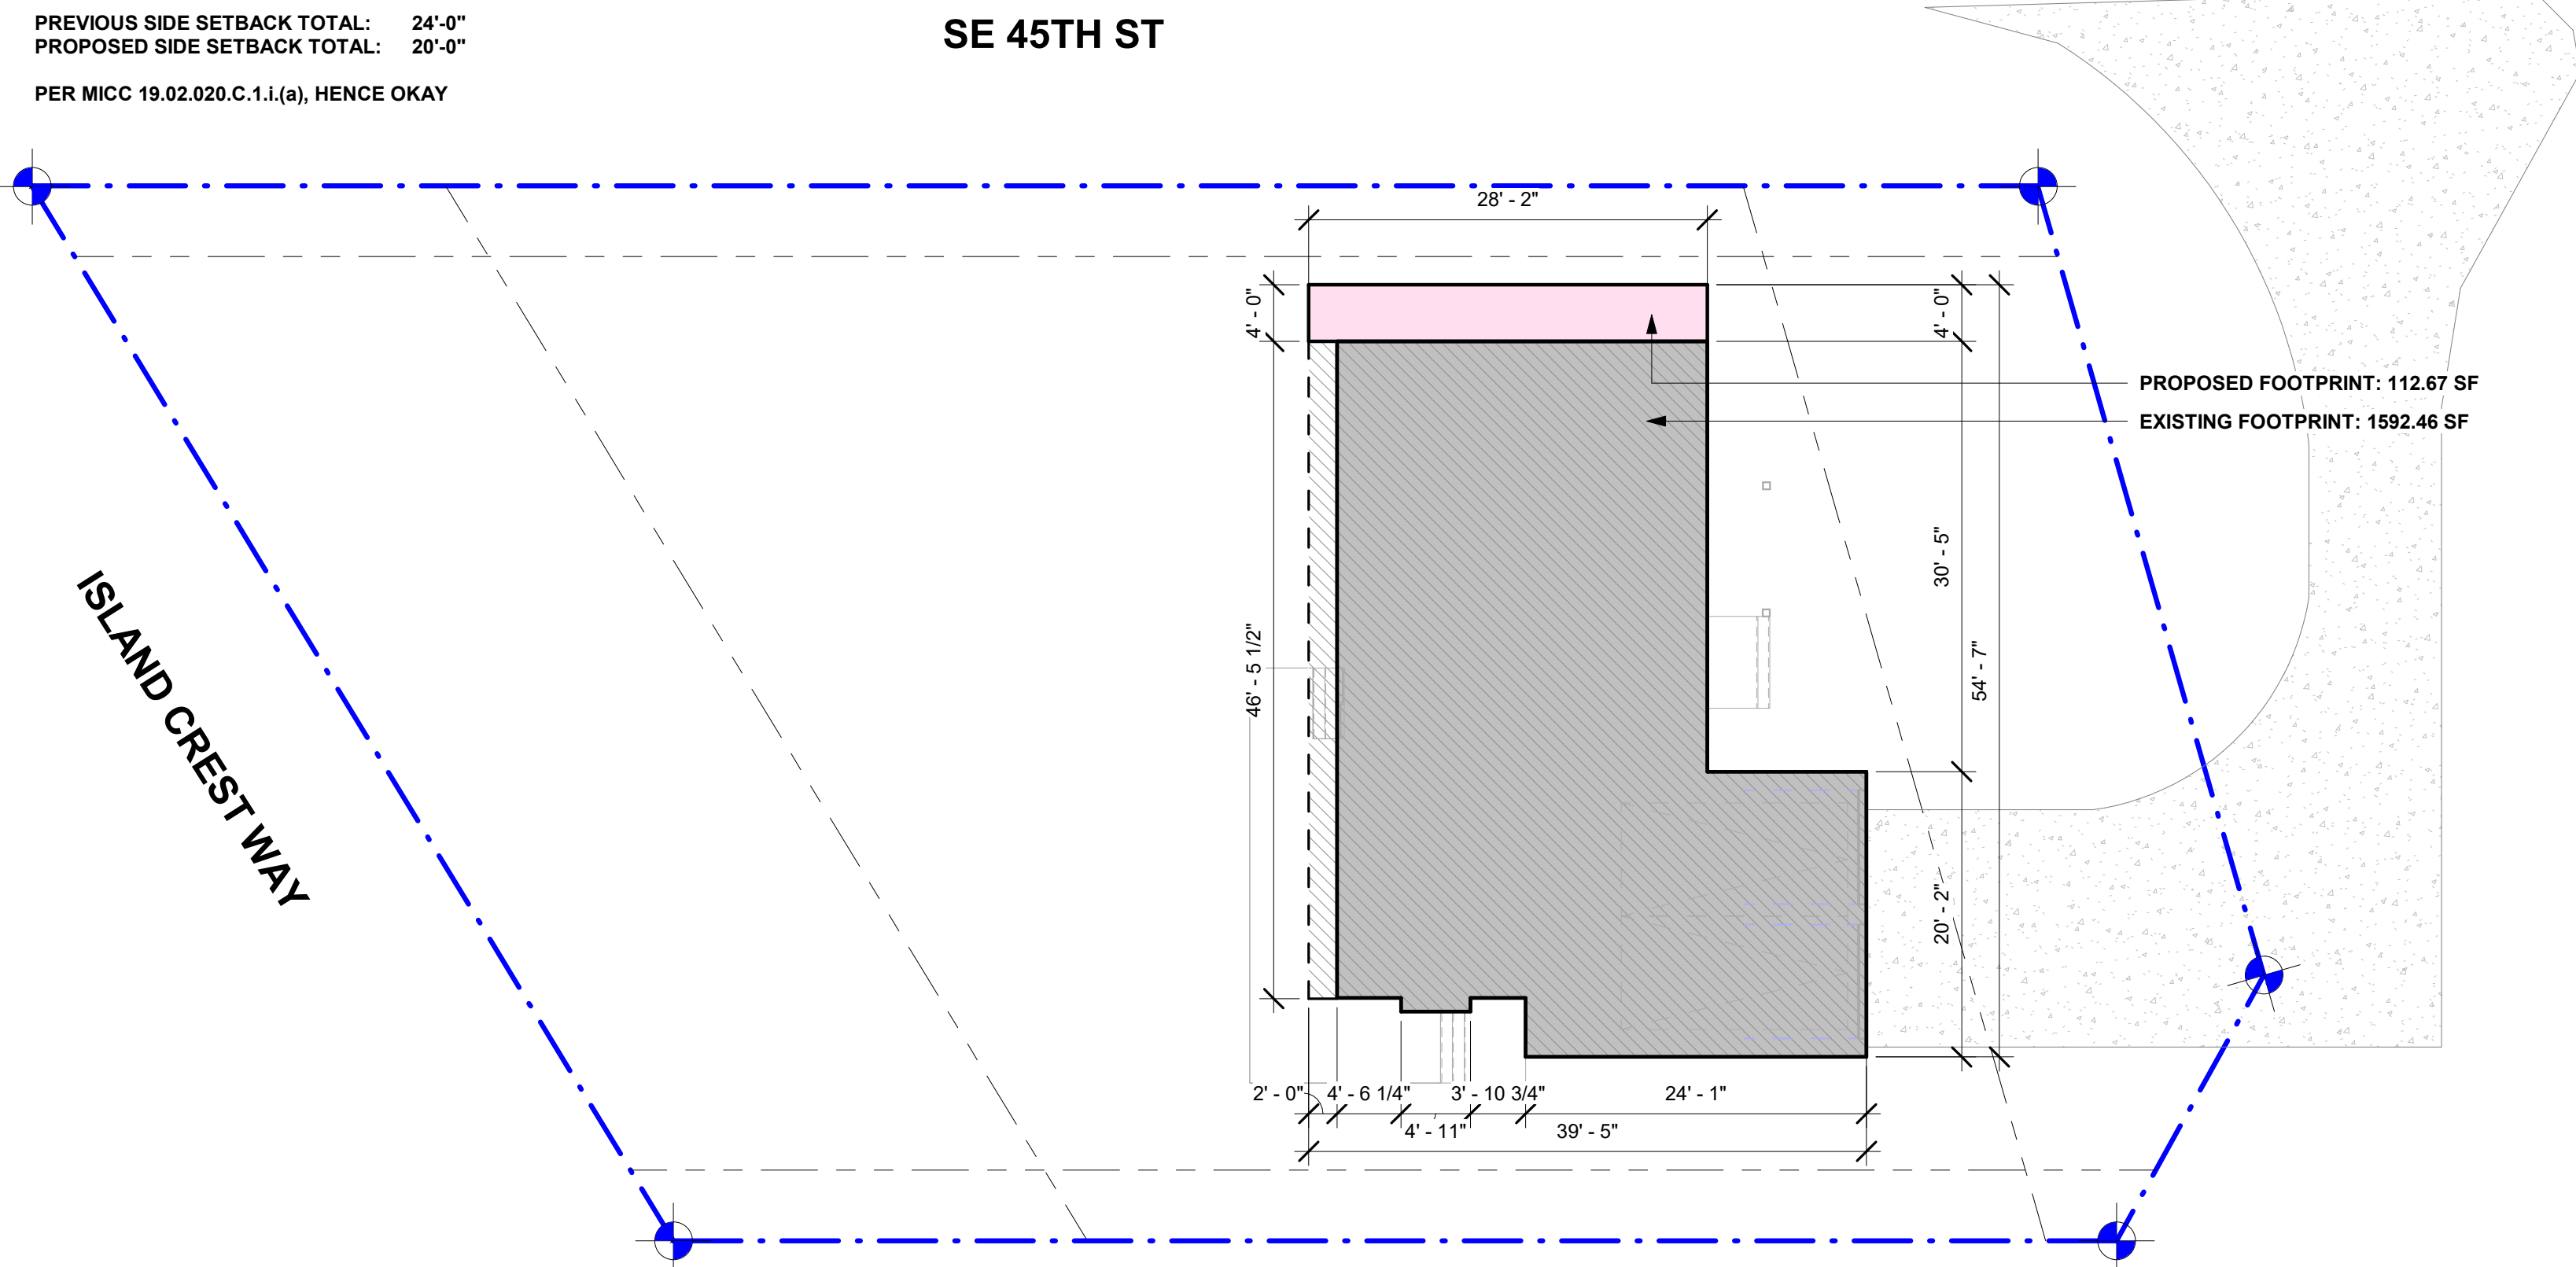 PREVIOUS SIDE SETBACK TOTAL: 24'-0"
PROPOSED SIDE SETBACK TOTAL: 20'-0"
PER MICC 19.02.020.C.1.i.(a), HENCE OKAY
SE 45TH ST
28' - 2"
4' - 0"
4' - 0"
PROPOSED FOOTPRINT: 112.67 SF
EXISTING FOOTPRINT: 1592.46 SF
30' - 5"
46' - 5 1/2"
54' - 7"
ISLAND CREST WAY
20' - 2"
2' - 0"
4' - 6 1/4"
3' - 10 3/4"
24' - 1"
4' - 11"
39' - 5"